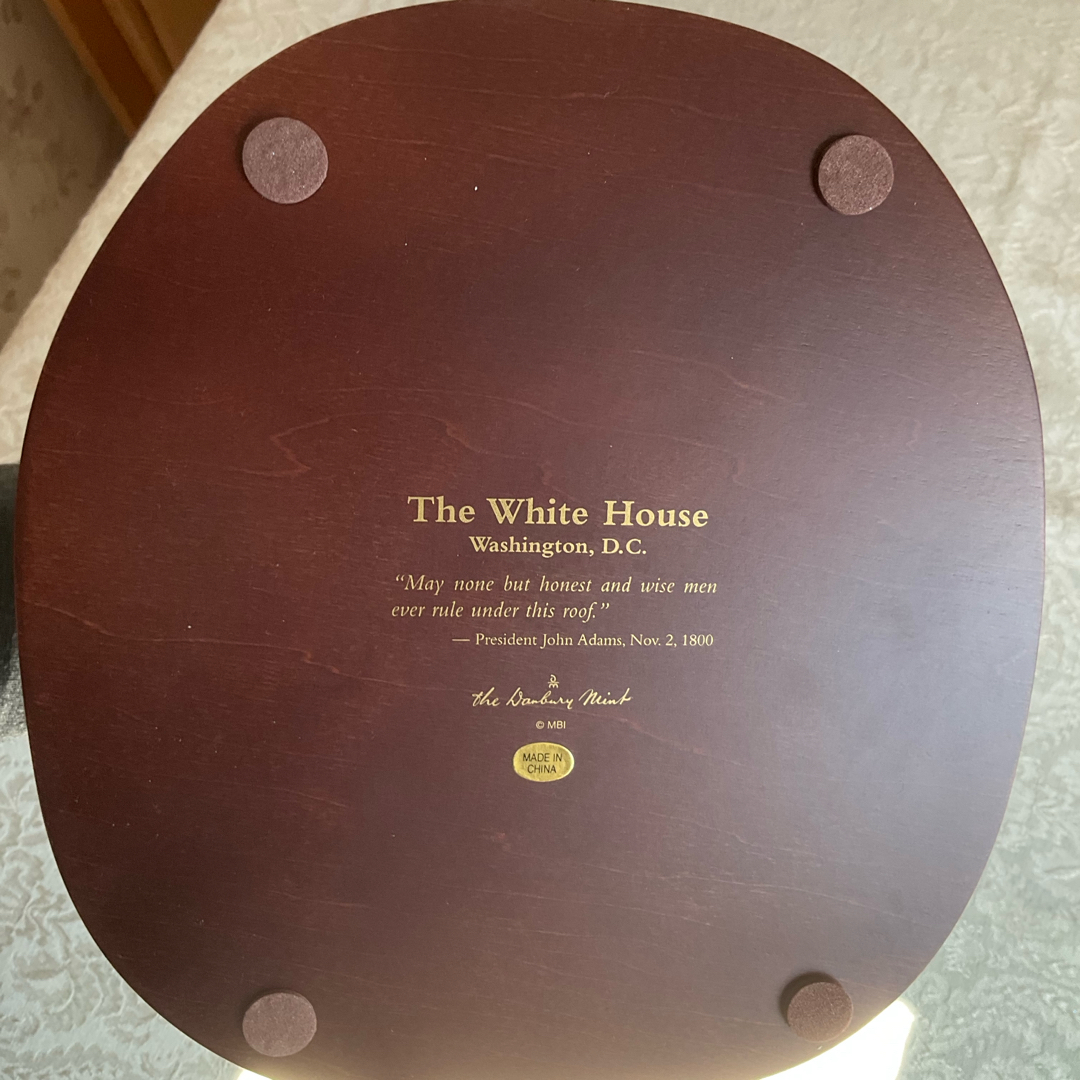 The White House
Washington, D.C.
“May none but honest and wise men
ever rule under this roof.”
— President John Adams, Nov. 2, 1800
DM
the Danbury Mint
© MBI
MADE IN
CHINA